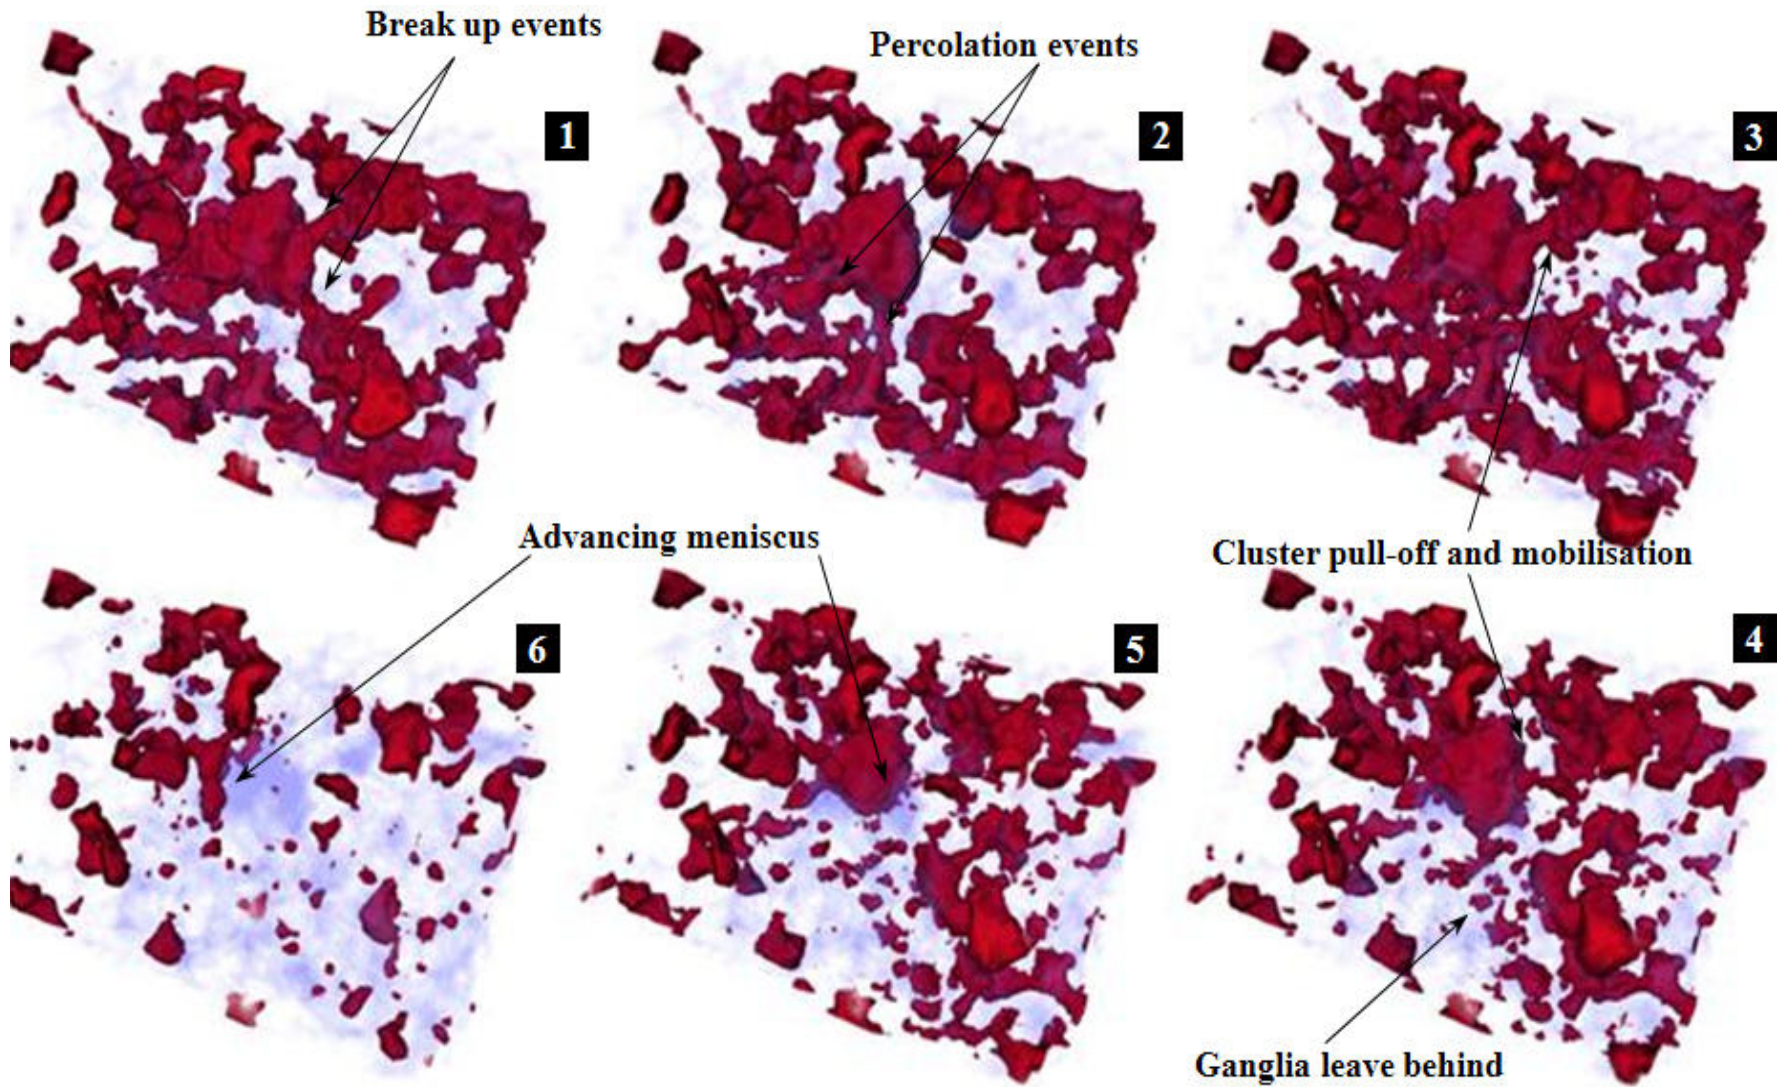 Break up events
Percolation events
1
2
3
Advancing meniscus
Cluster pull-off and mobilisation
6
5
4
Ganglia leave behind